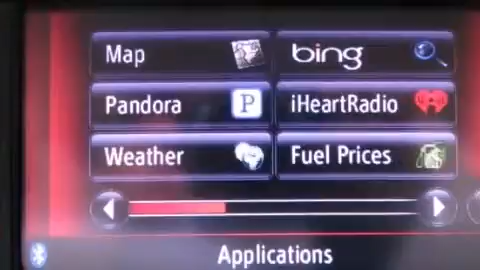 Map
bing
Pandora P
iHeartRadio
Weather
Fuel Prices
Applications